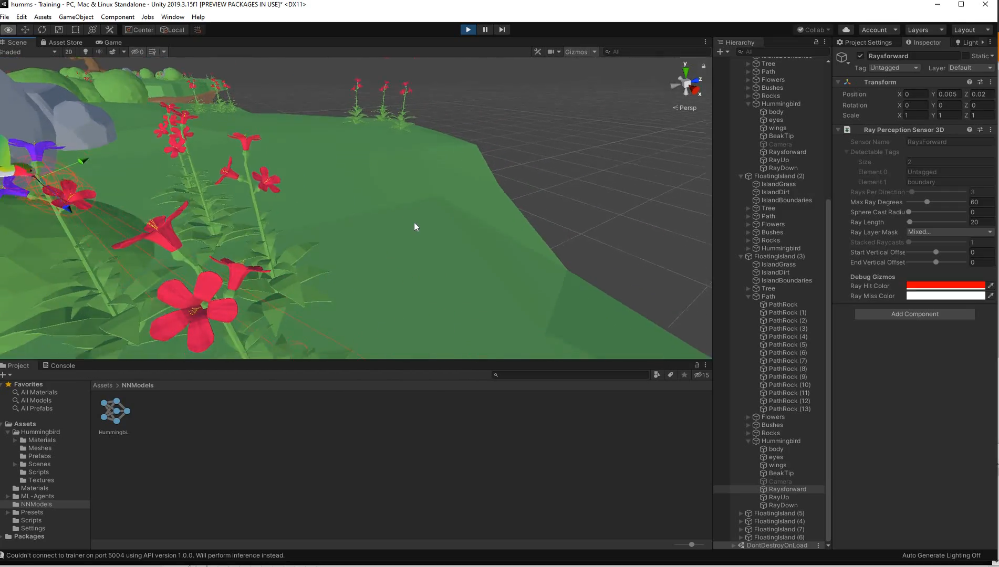 humms - Training - PC, Mac & Linux Standalone - Unity 2019.3.15f1 [PREVIEW PACKAGES IN USE]* <DX11>
File Edit Assets GameObject Component Jobs Window Help
Center Local Collab Account Layers Layout
Scene Asset Store Game
Shaded 2D 0 Gizmos All
y
z
x
Persp
Hierarchy
All
Tree
Path
Flowers
Bushes
Rocks
Hummingbird
body
eyes
wings
BeakTip
Camera
Raysforward
RayUp
RayDown
FloatingIsland (2)
IslandGrass
IslandDirt
IslandBoundaries
Tree
Path
Flowers
Bushes
Rocks
Hummingbird
FloatingIsland (3)
IslandGrass
IslandDirt
IslandBoundaries
Tree
Path
PathRock
PathRock (1)
PathRock (2)
PathRock (3)
PathRock (4)
PathRock (5)
PathRock (6)
PathRock (7)
PathRock (8)
PathRock (9)
PathRock (10)
PathRock (11)
PathRock (12)
PathRock (13)
Flowers
Bushes
Rocks
Hummingbird
body
eyes
wings
BeakTip
Camera
Raysforward
RayUp
RayDown
FloatingIsland (5)
FloatingIsland (4)
FloatingIsland (7)
FloatingIsland (6)
DontDestroyOnLoad
Project Settings Inspector Light
Raysforward Static
Tag Untagged Layer Default
Transform
Position X 0 Y 0.005 Z 0.02
Rotation X 0 Y 0 Z 0
Scale X 1 Y 1 Z 1
# Ray Perception Sensor 3D
Sensor Name RaysForward
Detectable Tags
Size 2
Element 0 Untagged
Element 1 boundary
Rays Per Direction 3
Max Ray Degrees 60
Sphere Cast Radiu 0
Ray Length 20
Ray Layer Mask Mixed...
Stacked Raycasts 1
Start Vertical Offse 0
End Vertical Offset 0
Debug Gizmos
Ray Hit Color
Ray Miss Color
Add Component
Project Console
15
Favorites
All Materials
All Models
All Prefabs
Assets
Hummingbird
Materials
Meshes
Prefabs
Scenes
Scripts
Textures
Materials
ML-Agents
NNModels
Presets
Scripts
Settings
Packages
Assets > NNModels
Hummingbi...
Couldn't connect to trainer on port 5004 using API version 1.0.0. Will perform inference instead.
Auto Generate Lighting Off